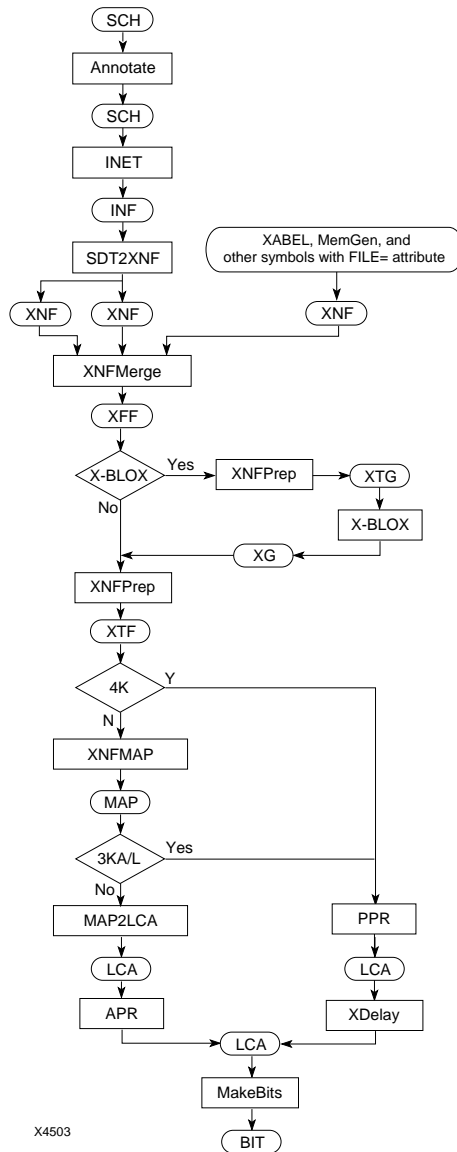 SCH
Annotate
SCH
INET
INF
SDT2XNF
XABEL, MemGen, and
other symbols with FILE= attribute
XNF
XNF
XNF
XNFMerge
XFF
X-BLOX
Yes
No
XNFPrep
XTG
X-BLOX
XG
XNFPrep
XTF
4K
Y
N
XNFMAP
MAP
3KA/L
Yes
No
MAP2LCA
PPR
LCA
LCA
APR
XDelay
LCA
MakeBits
BIT
X4503